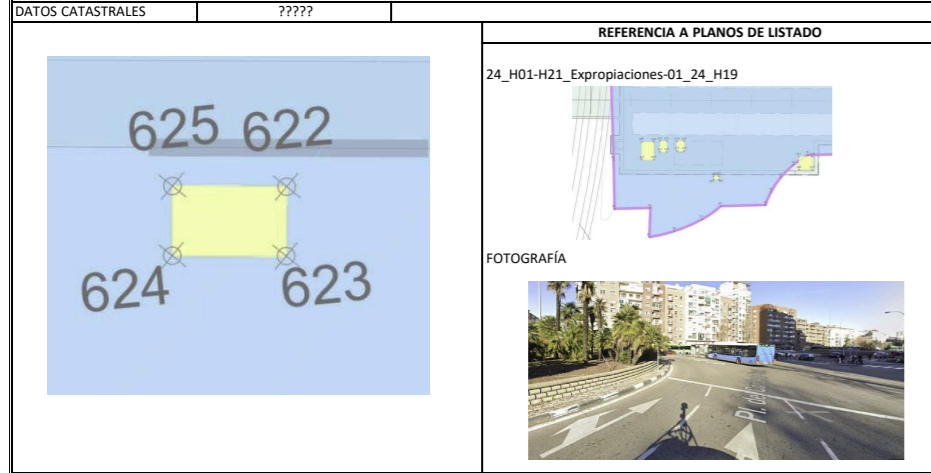 DATOS CATASTRALES ?????
REFERENCIA A PLANOS DE LISTADO
24_H01-H21_Expropiaciones-01_24_H19
625 622
624 623
FOTOGRAFÍA